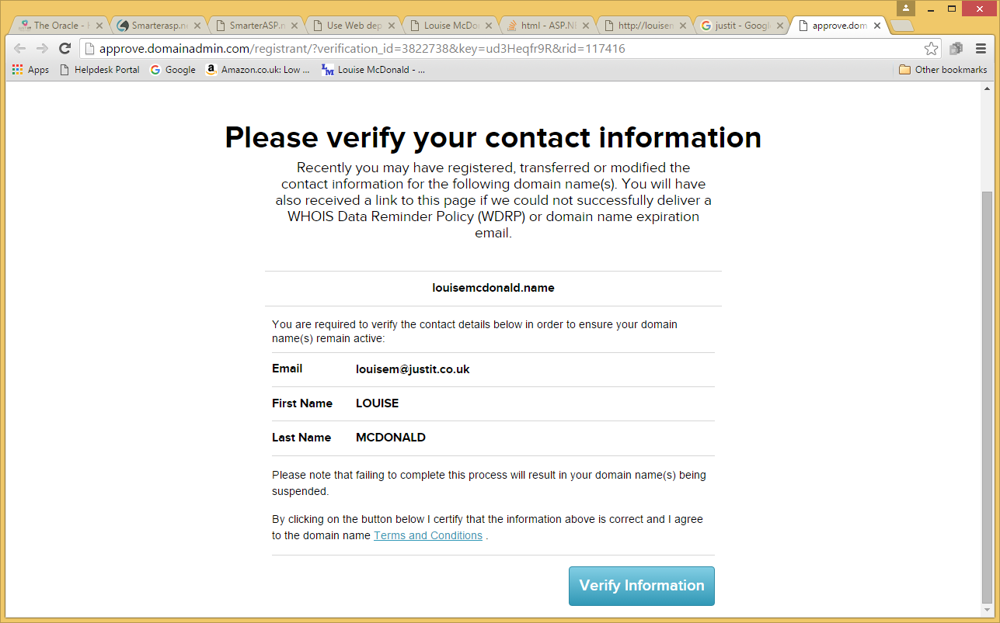 The Oracle -
Smarterasp.ne
SmarterASP.n
Use Web dep
Louise McDo
html - ASP.NE
http://louisen
justit - Google
approve.dom
approve.domainadmin.com/registrant/?verification_id=3822738&key=ud3Heqfr9R&rid=117416
Apps
Helpdesk Portal
Google
Amazon.co.uk: Low ...
LM
Louise McDonald - ...
Other bookmarks
Please verify your contact information
Recently you may have registered, transferred or modified the
contact information for the following domain name(s). You will have
also received a link to this page if we could not successfully deliver a
WHOIS Data Reminder Policy (WDRP) or domain name expiration
email.
louisemcdonald.name
You are required to verify the contact details below in order to ensure your domain
name(s) remain active:
Email louisem@justit.co.uk
First Name LOUISE
Last Name MCDONALD
Please note that failing to complete this process will result in your domain name(s) being
suspended.
By clicking on the button below I certify that the information above is correct and I agree
to the domain name Terms and Conditions .
Verify Information